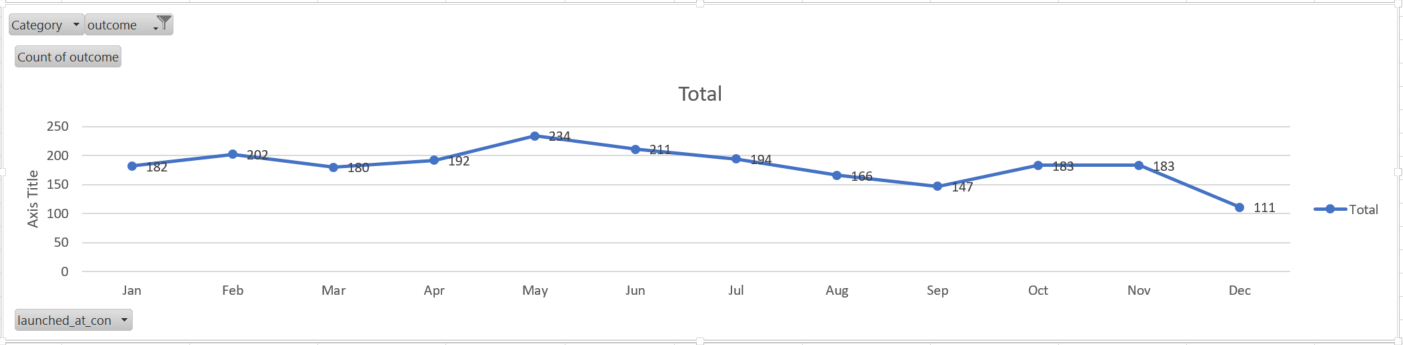 Category outcome
Count of outcome
Total
250
200
150
100
50
0
Axis Title
182 202 180 192 234 211 194 166 147 183 183 111
Total
Jan Feb Mar Apr May Jun Jul Aug Sep Oct Nov Dec
launched_at_con